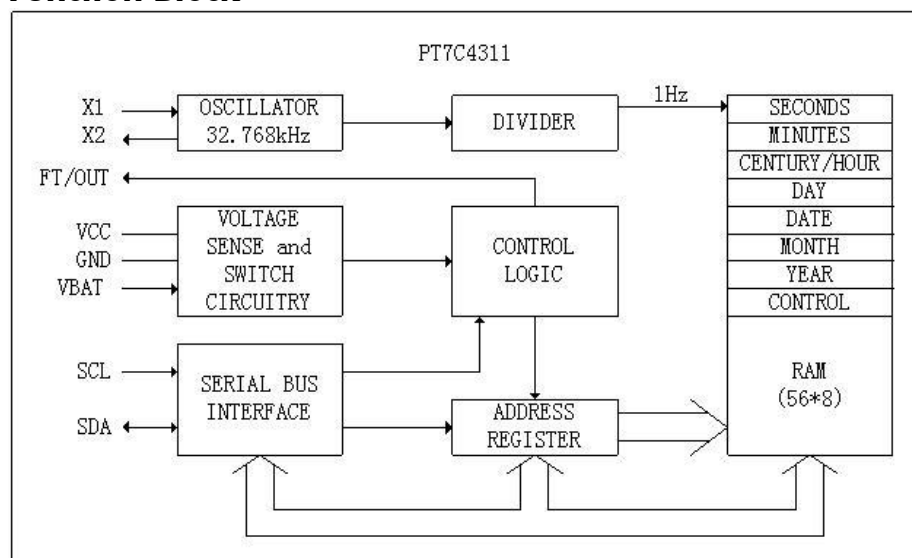 Function Block
PT7C4311
X1
X2
OSCILLATOR
32.768kHz
DIVIDER
1Hz
SECONDS
MINUTES
CENTURY/HOUR
DAY
DATE
MONTH
YEAR
CONTROL
RAM
(56*8)
FT/OUT
VCC
GND
VBAT
VOLTAGE
SENSE and
SWITCH
CIRCUITRY
CONTROL
LOGIC
SCL
SDA
SERIAL BUS
INTERFACE
ADDRESS
REGISTER